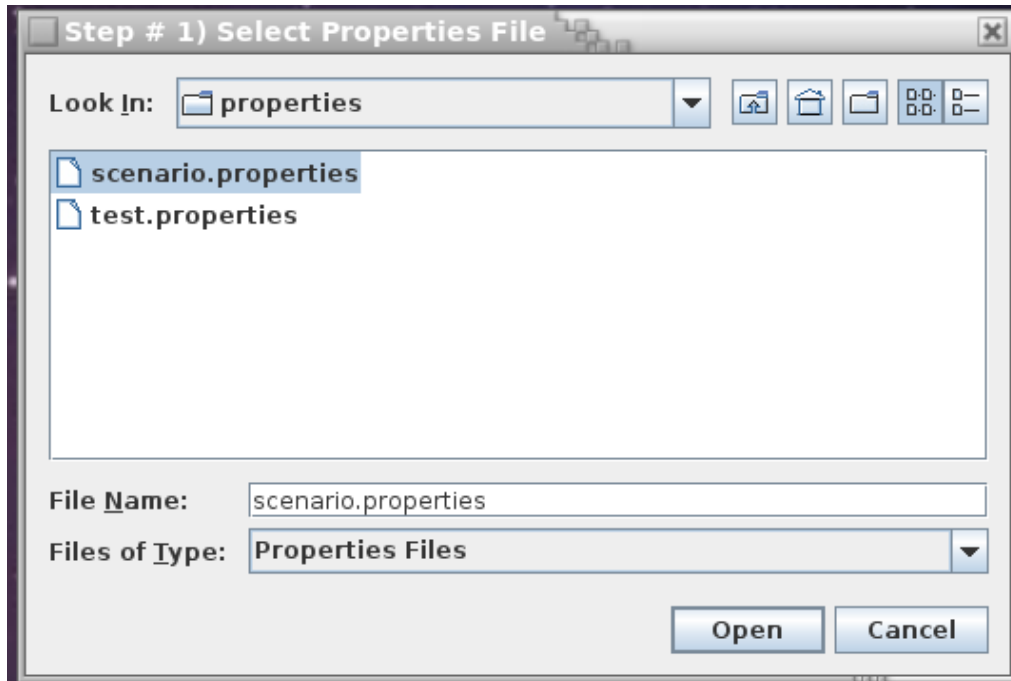 Step # 1) Select Properties File
Look In: properties
scenario.properties
test.properties
File Name: scenario.properties
Files of Type: Properties Files
Open Cancel